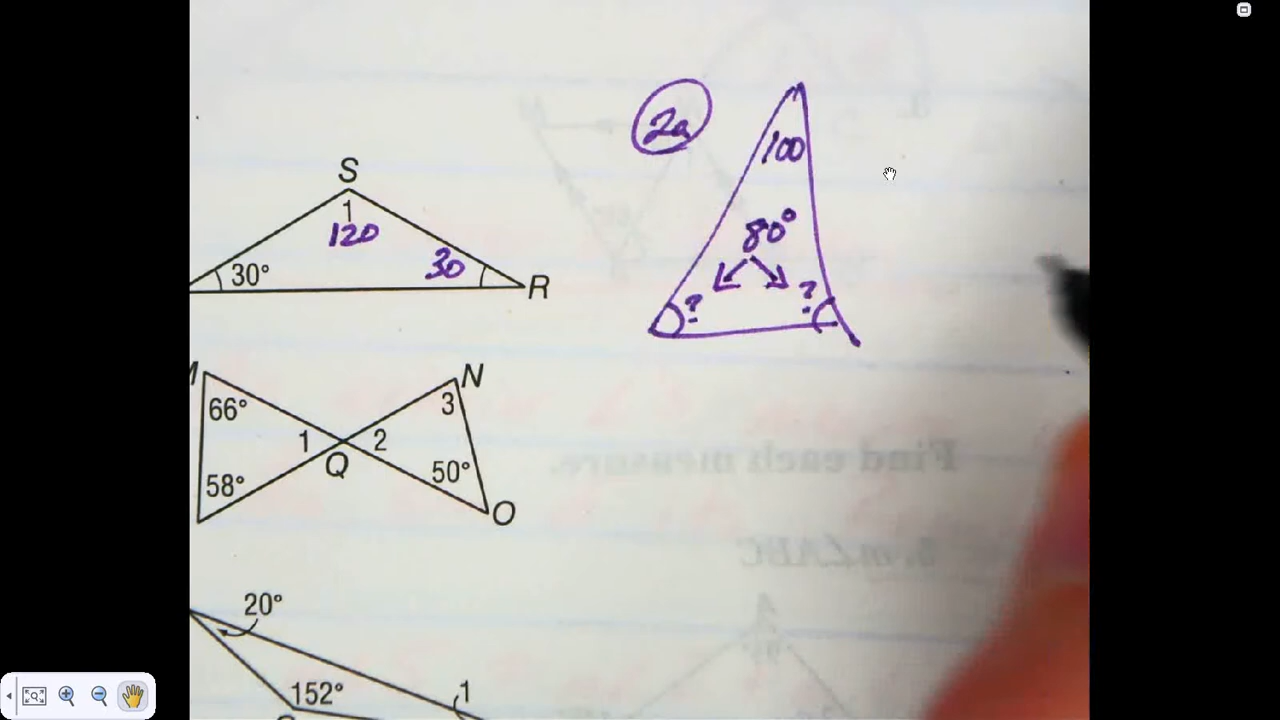 2a
100
80°
? ?
S
1
120
30°
30
R
N
66°
3
1
2
Q
50°
58°
O
Find each measure.
m∠ABC
20°
152°
1